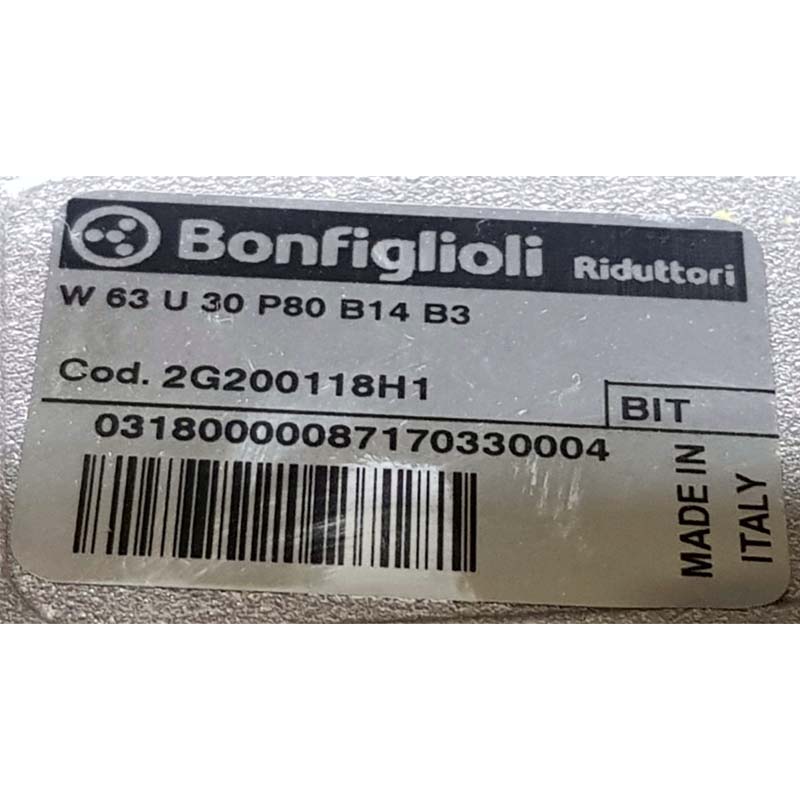 Bonfiglioli Riduttori
W 63 U 30 P80 B14 B3
Cod. 2G200118H1
BIT
03180000087170330004
MADE IN
ITALY